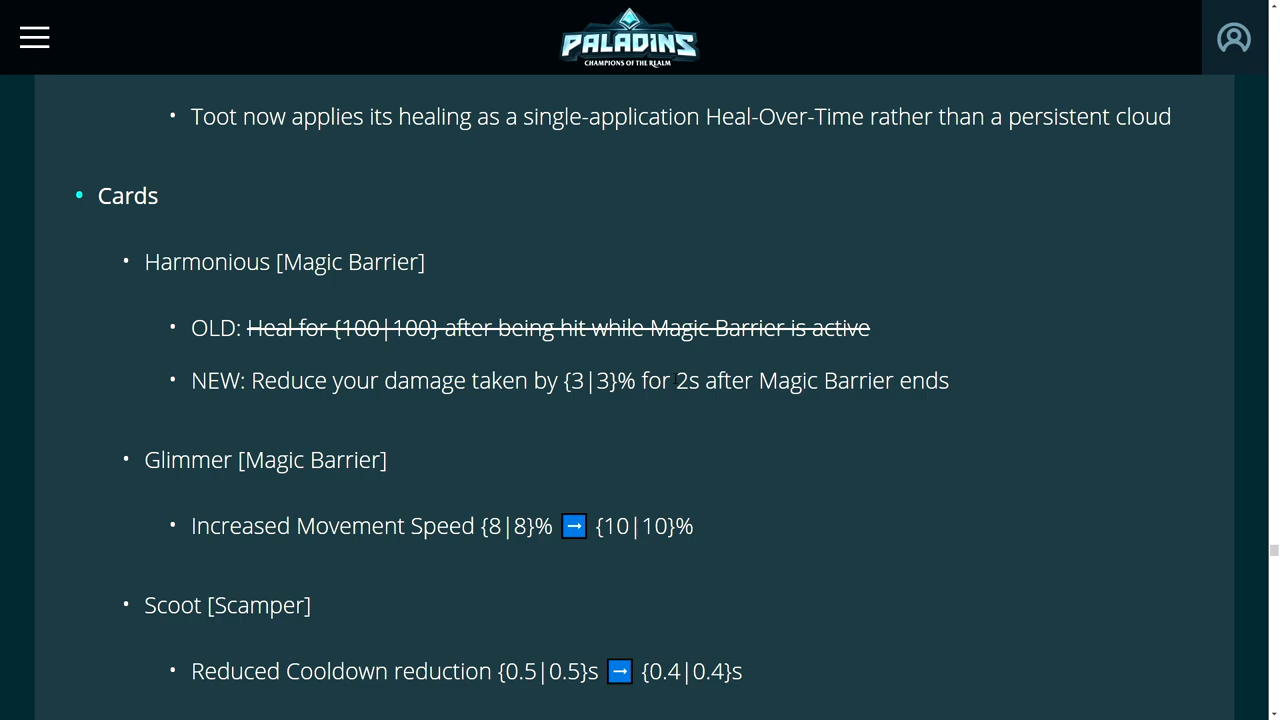 PALADINS
CHAMPIONS OF THE REALM
Toot now applies its healing as a single-application Heal-Over-Time rather than a persistent cloud
Cards
Harmonious [Magic Barrier]
OLD: Heal for {100|100} after being hit while Magic Barrier is active
NEW: Reduce your damage taken by {3|3}% for 2s after Magic Barrier ends
Glimmer [Magic Barrier]
Increased Movement Speed {8|8}% ➡ {10|10}%
Scoot [Scamper]
Reduced Cooldown reduction {0.5|0.5}s ➡ {0.4|0.4}s